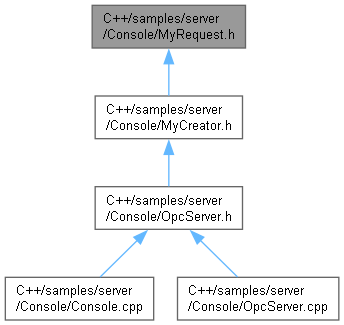 C++/samples/server
/Console/MyRequest.h
C++/samples/server
/Console/MyCreator.h
C++/samples/server
/Console/OpcServer.h
C++/samples/server
/Console/Console.cpp
C++/samples/server
/Console/OpcServer.cpp